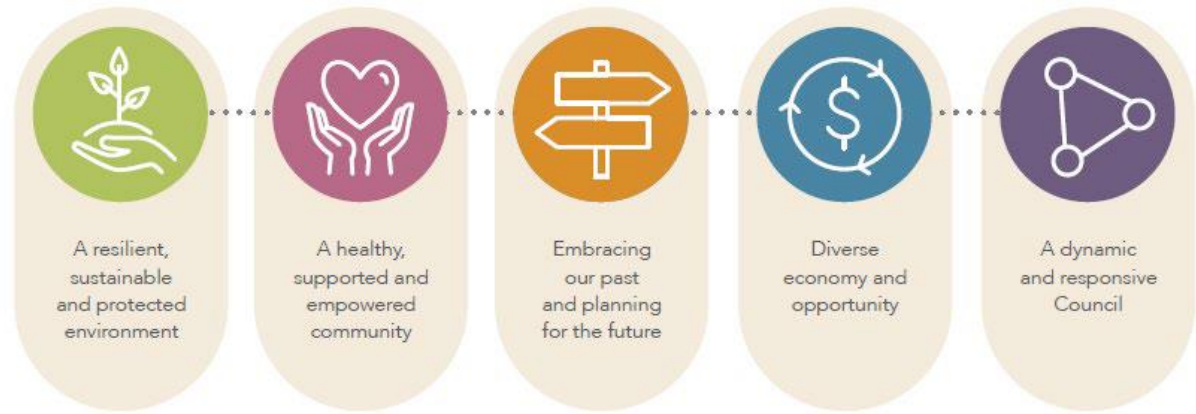 A resilient,
sustainable
and protected
environment
A healthy,
supported and
empowered
community
Embracing
our past
and planning
for the future
Diverse
economy and
opportunity
A dynamic
and responsive
Council